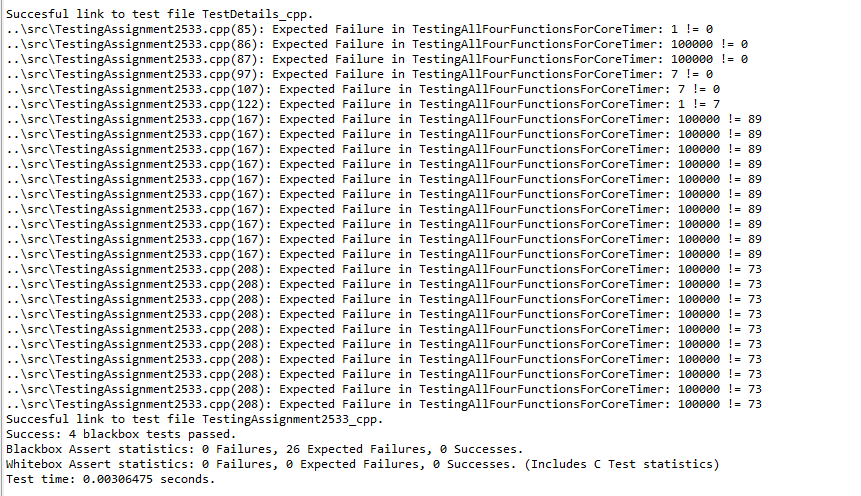 Succesful link to test file TestDetails_cpp.
..\src\TestingAssignment2533.cpp(85): Expected Failure in TestingAllFourFunctionsForCoreTimer: 1 != 0
..\src\TestingAssignment2533.cpp(86): Expected Failure in TestingAllFourFunctionsForCoreTimer: 100000 != 0
..\src\TestingAssignment2533.cpp(87): Expected Failure in TestingAllFourFunctionsForCoreTimer: 100000 != 0
..\src\TestingAssignment2533.cpp(97): Expected Failure in TestingAllFourFunctionsForCoreTimer: 7 != 0
..\src\TestingAssignment2533.cpp(107): Expected Failure in TestingAllFourFunctionsForCoreTimer: 7 != 0
..\src\TestingAssignment2533.cpp(122): Expected Failure in TestingAllFourFunctionsForCoreTimer: 1 != 7
..\src\TestingAssignment2533.cpp(167): Expected Failure in TestingAllFourFunctionsForCoreTimer: 100000 != 89
..\src\TestingAssignment2533.cpp(167): Expected Failure in TestingAllFourFunctionsForCoreTimer: 100000 != 89
..\src\TestingAssignment2533.cpp(167): Expected Failure in TestingAllFourFunctionsForCoreTimer: 100000 != 89
..\src\TestingAssignment2533.cpp(167): Expected Failure in TestingAllFourFunctionsForCoreTimer: 100000 != 89
..\src\TestingAssignment2533.cpp(167): Expected Failure in TestingAllFourFunctionsForCoreTimer: 100000 != 89
..\src\TestingAssignment2533.cpp(167): Expected Failure in TestingAllFourFunctionsForCoreTimer: 100000 != 89
..\src\TestingAssignment2533.cpp(167): Expected Failure in TestingAllFourFunctionsForCoreTimer: 100000 != 89
..\src\TestingAssignment2533.cpp(167): Expected Failure in TestingAllFourFunctionsForCoreTimer: 100000 != 89
..\src\TestingAssignment2533.cpp(167): Expected Failure in TestingAllFourFunctionsForCoreTimer: 100000 != 89
..\src\TestingAssignment2533.cpp(167): Expected Failure in TestingAllFourFunctionsForCoreTimer: 100000 != 89
..\src\TestingAssignment2533.cpp(208): Expected Failure in TestingAllFourFunctionsForCoreTimer: 100000 != 73
..\src\TestingAssignment2533.cpp(208): Expected Failure in TestingAllFourFunctionsForCoreTimer: 100000 != 73
..\src\TestingAssignment2533.cpp(208): Expected Failure in TestingAllFourFunctionsForCoreTimer: 100000 != 73
..\src\TestingAssignment2533.cpp(208): Expected Failure in TestingAllFourFunctionsForCoreTimer: 100000 != 73
..\src\TestingAssignment2533.cpp(208): Expected Failure in TestingAllFourFunctionsForCoreTimer: 100000 != 73
..\src\TestingAssignment2533.cpp(208): Expected Failure in TestingAllFourFunctionsForCoreTimer: 100000 != 73
..\src\TestingAssignment2533.cpp(208): Expected Failure in TestingAllFourFunctionsForCoreTimer: 100000 != 73
..\src\TestingAssignment2533.cpp(208): Expected Failure in TestingAllFourFunctionsForCoreTimer: 100000 != 73
..\src\TestingAssignment2533.cpp(208): Expected Failure in TestingAllFourFunctionsForCoreTimer: 100000 != 73
..\src\TestingAssignment2533.cpp(208): Expected Failure in TestingAllFourFunctionsForCoreTimer: 100000 != 73
Succesful link to test file TestingAssignment2533_cpp.
Success: 4 blackbox tests passed.
Blackbox Assert statistics: 0 Failures, 26 Expected Failures, 0 Successes.
Whitebox Assert statistics: 0 Failures, 0 Expected Failures, 0 Successes. (Includes C Test statistics)
Test time: 0.00306475 seconds.